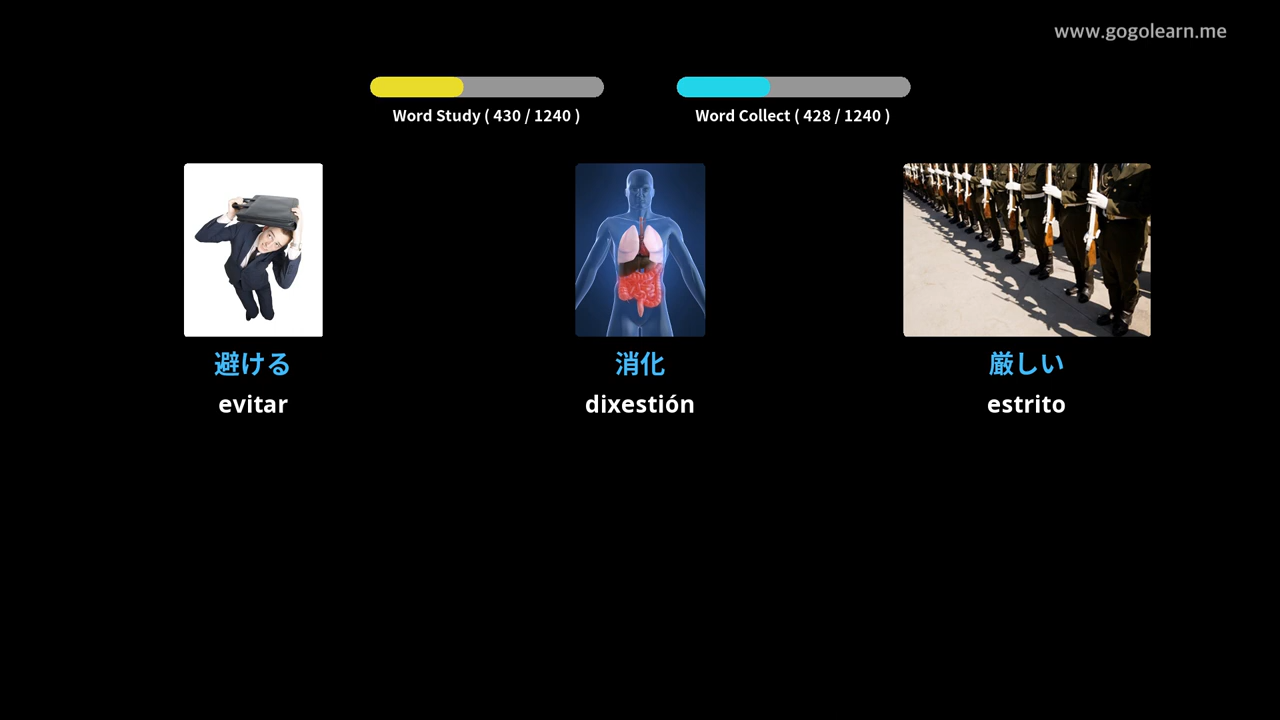 www.gogolearn.me
Word Study ( 430 / 1240 )
Word Collect ( 428 / 1240 )
避ける
消化
厳しい
evitar
dixestión
estrito